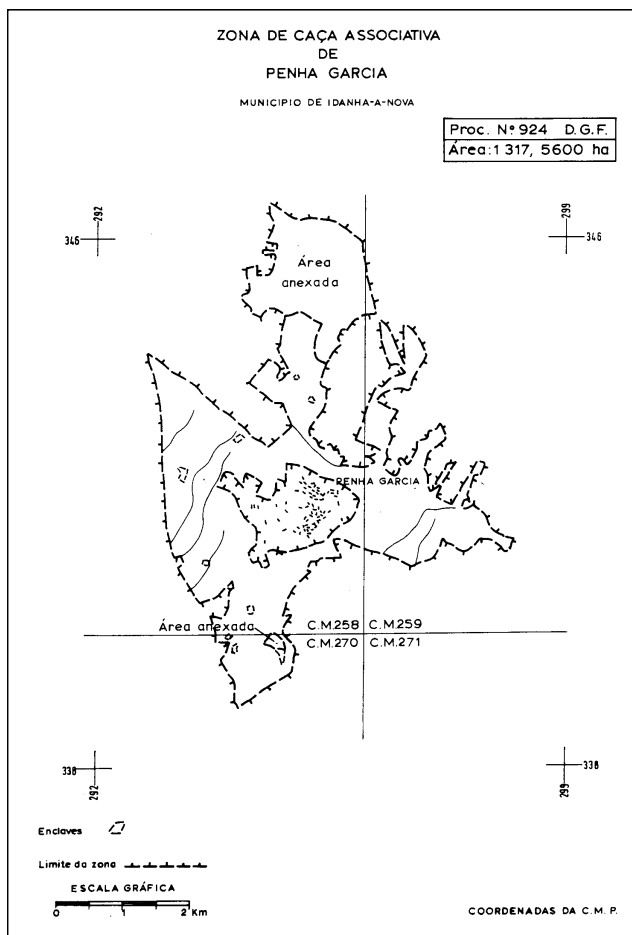 ZONA DE CAÇA ASSOCIATIVA
DE
PENHA GARCIA
MUNICIPIO DE IDANHA-A-NOVA
Proc. Nº 924 D.G.F.
Área: 1 317, 5600 ha
292
299
346
346
Área
anexada
PENHA GARCIA
Área anexada
C.M.258
C.M.259
C.M.270
C.M.271
338
338
292
299
Enclaves
Limite da zona
ESCALA GRÁFICA
0 1 2 Km
COORDENADAS DA C.M.P.